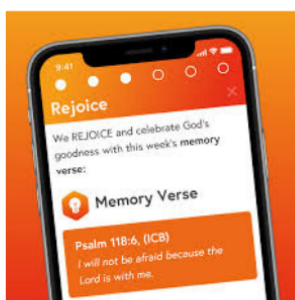 9:41
Rejoice
We REJOICE and celebrate God's
goodness with this week's memory
verse:
Memory Verse
Psalm 118:6, (ICB)
I will not be afraid because the
Lord is with me.